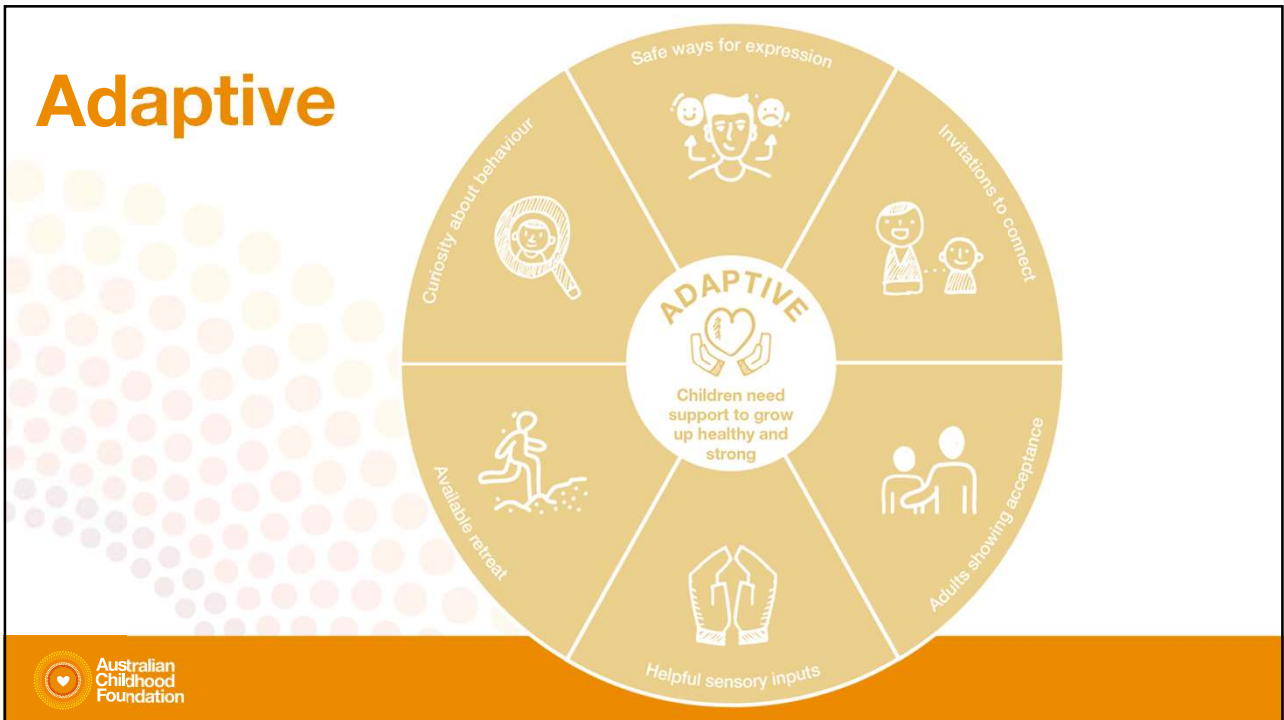 Adaptive
Safe ways for expression
Invitations to connect
Adults showing acceptance
Helpful sensory inputs
Available retreat
Curiosity about behaviour
ADAPTIVE
Children need
support to grow
up healthy and
strong
Australian
Childhood
Foundation